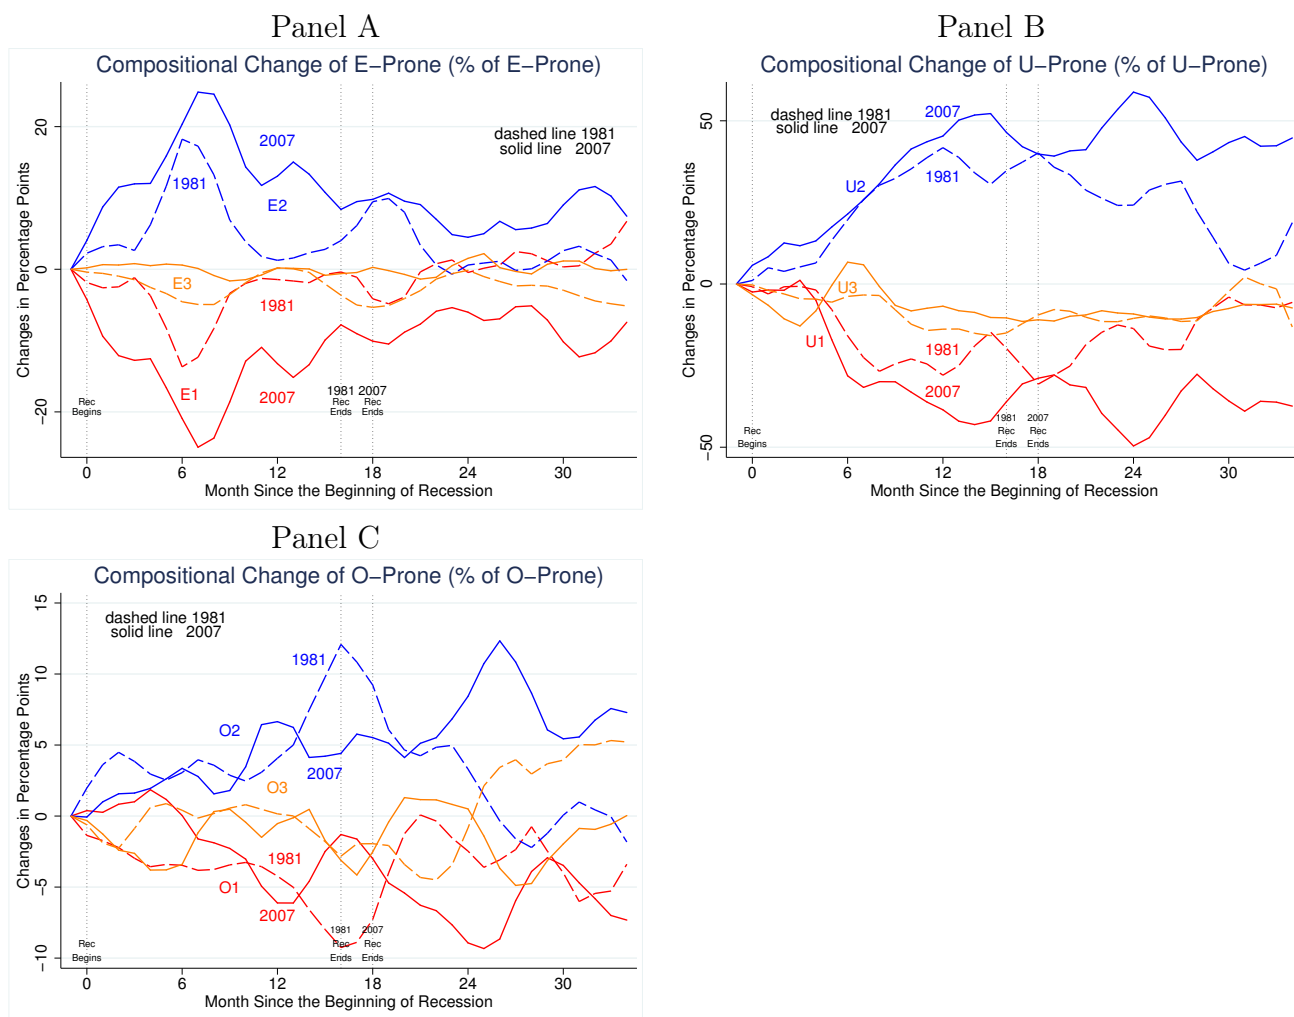 Panel A
Compositional Change of E−Prone (% of E−Prone)
Changes in Percentage Points
20
0
−20
dashed line 1981
solid line 2007
2007
1981
E2
E3
1981
E1
2007
Rec
Begins
1981
Rec
Ends
2007
Rec
Ends
0 6 12 18 24 30
Month Since the Beginning of Recession
Panel B
Compositional Change of U−Prone (% of U−Prone)
Changes in Percentage Points
50
0
−50
dashed line 1981
solid line 2007
2007
U2
1981
U3
U1
1981
2007
Rec
Begins
1981
Rec
Ends
2007
Rec
Ends
0 6 12 18 24 30
Month Since the Beginning of Recession
Panel C
Compositional Change of O−Prone (% of O−Prone)
Changes in Percentage Points
15
10
5
0
−5
−10
dashed line 1981
solid line 2007
1981
O2
2007
O3
1981
O1
2007
Rec
Begins
1981
Rec
Ends
2007
Rec
Ends
0 6 12 18 24 30
Month Since the Beginning of Recession